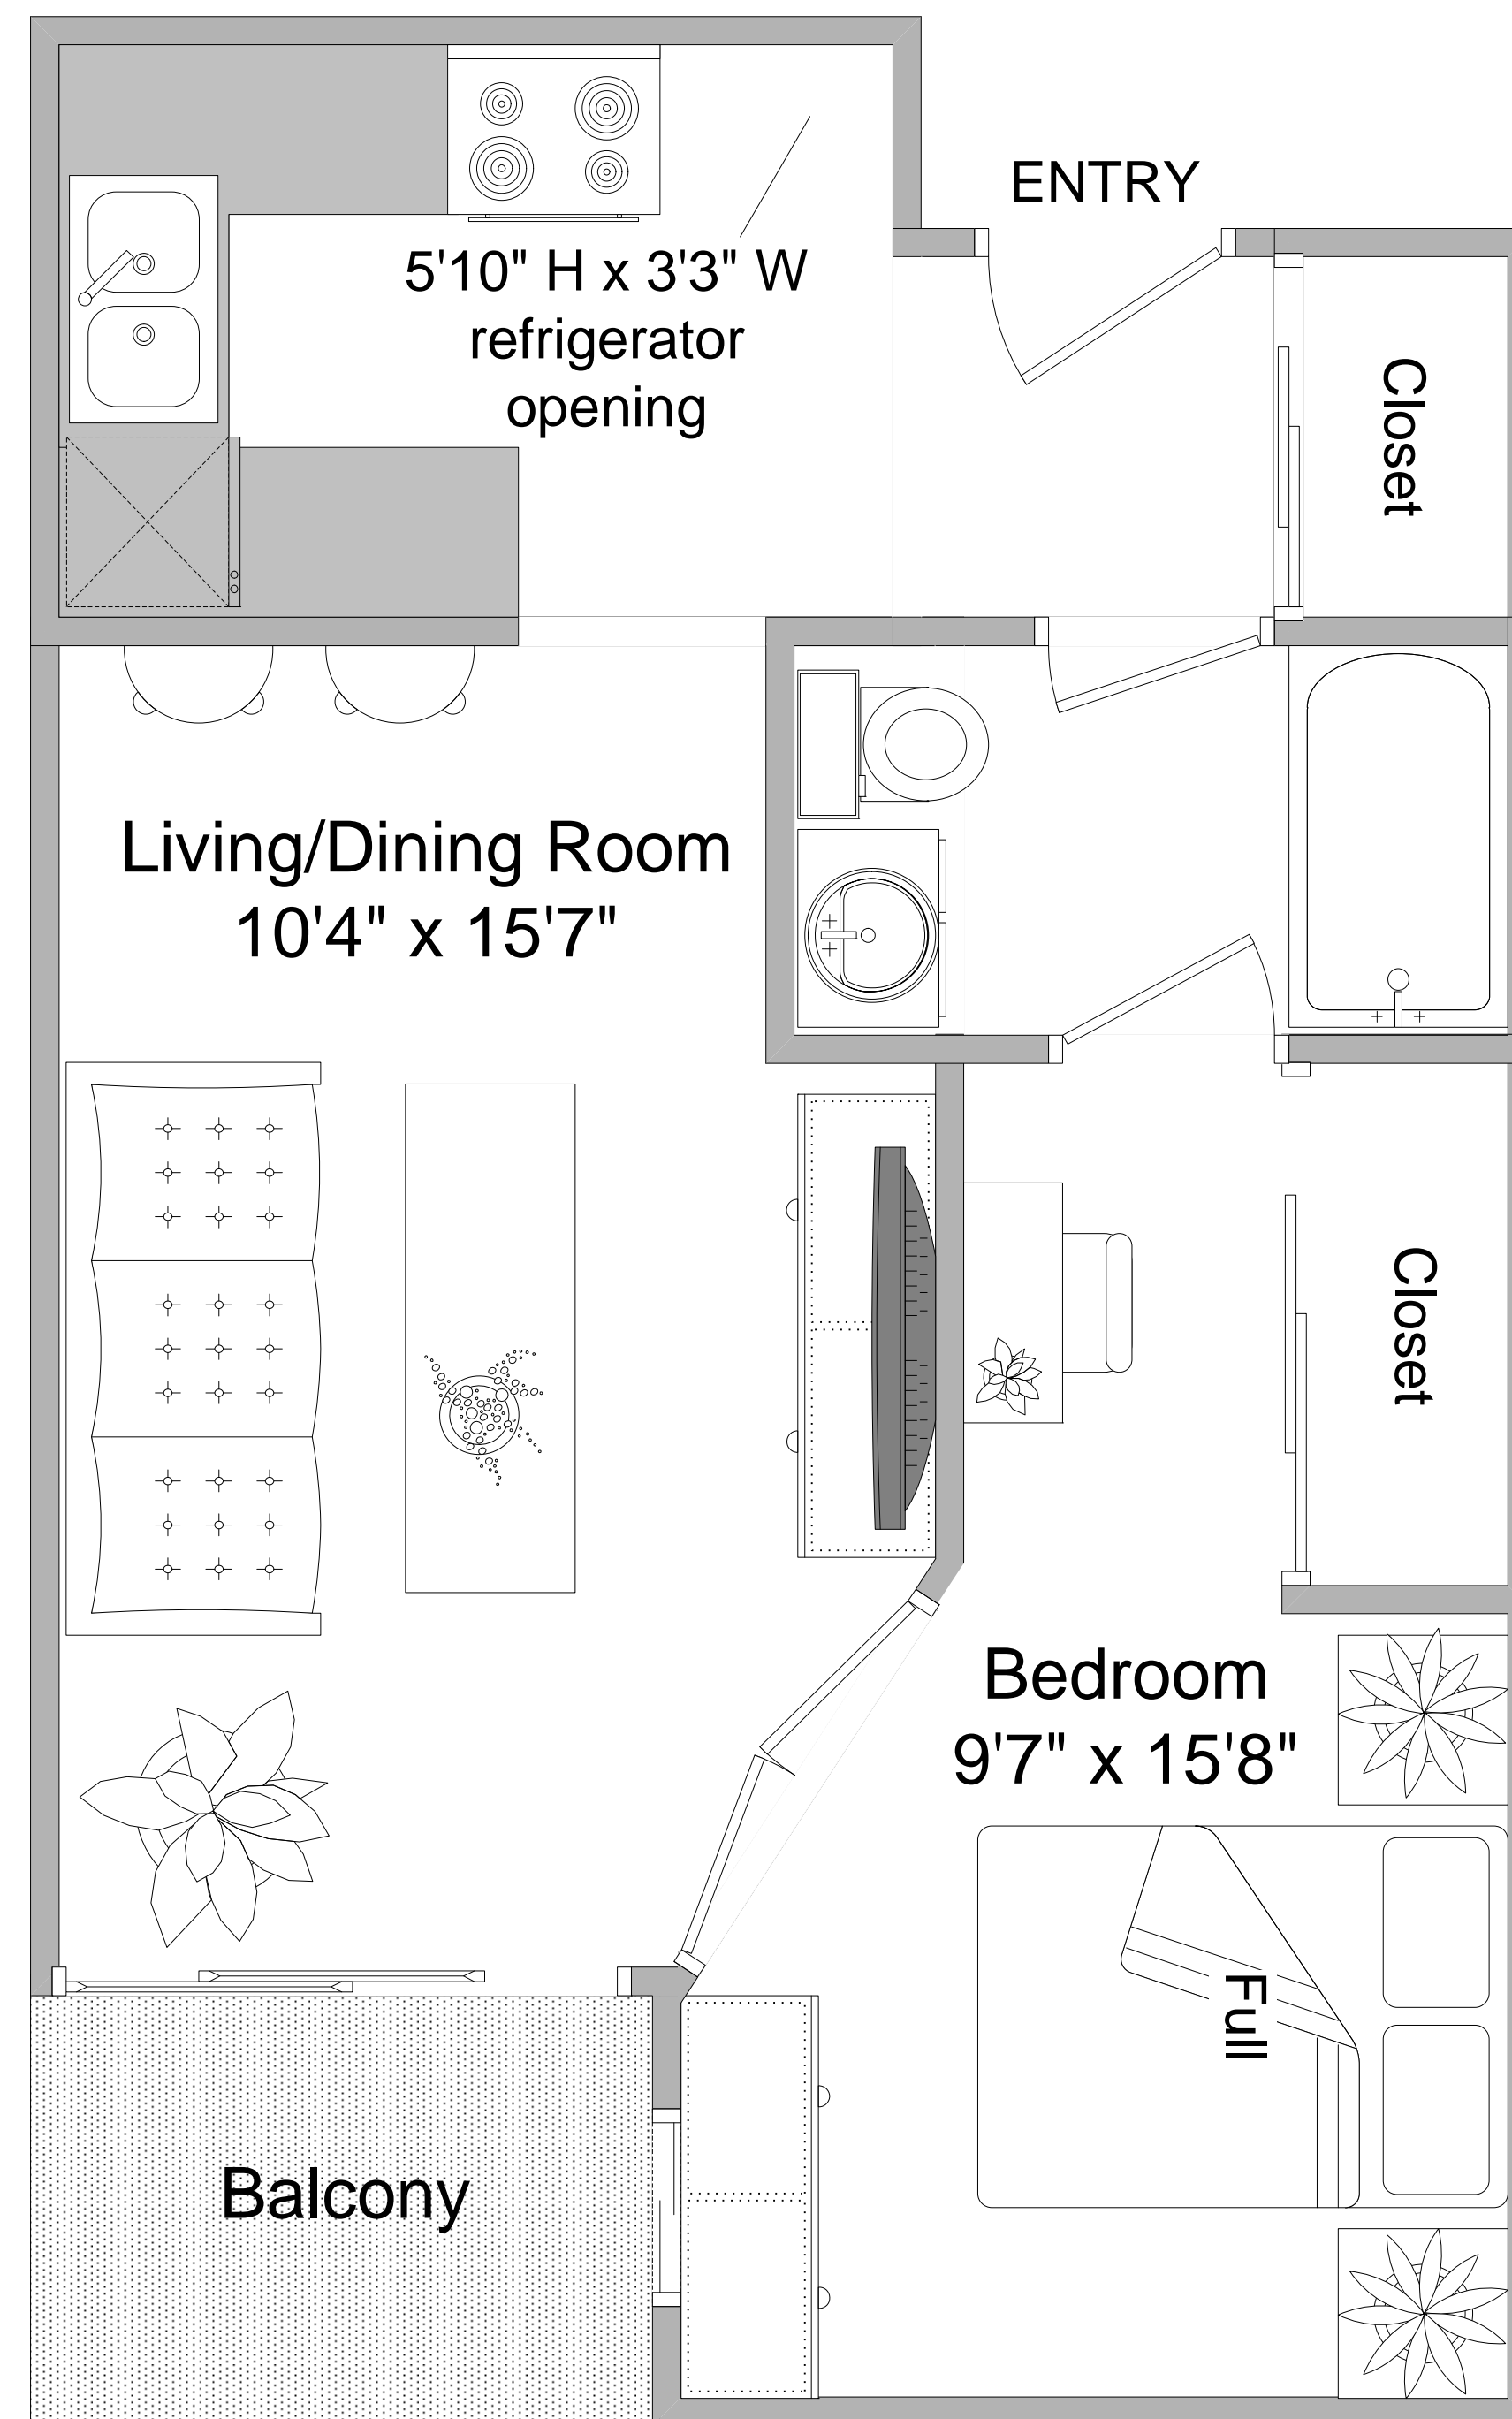 ENTRY
5'10" H x 3'3" W
refrigerator
opening
Closet
Living/Dining Room
10'4" x 15'7"
Closet
Bedroom
9'7" x 15'8"
Full
Balcony